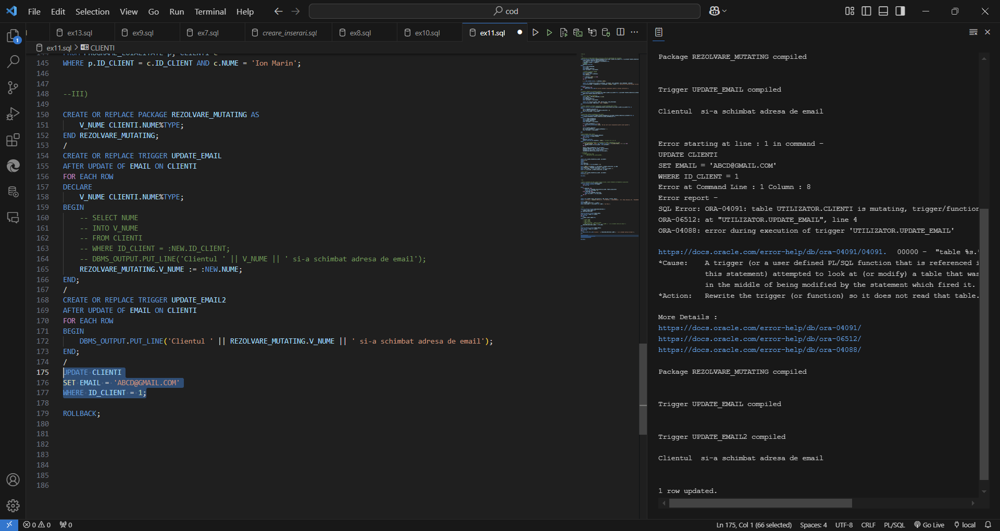 File Edit Selection View Go Run Terminal Help
cod
ex13.sql ex9.sql ex7.sql creare_inserari.sql ex8.sql ex10.sql ex11.sql
ex11.sql > CLIENTI
1
144 FROM PROGRAME_LOIALITATE p, CLIENTI c
145 WHERE p.ID_CLIENT = c.ID_CLIENT AND c.NUME = 'Ion Marin';
146
147
148 --III)
149
150 CREATE OR REPLACE PACKAGE REZOLVARE_MUTATING AS
151 V_NUME CLIENTI.NUME%TYPE;
152 END REZOLVARE_MUTATING;
153 /
154 CREATE OR REPLACE TRIGGER UPDATE_EMAIL
155 AFTER UPDATE OF EMAIL ON CLIENTI
156 FOR EACH ROW
157 DECLARE
158 V_NUME CLIENTI.NUME%TYPE;
159 BEGIN
160 -- SELECT NUME
161 -- INTO V_NUME
162 -- FROM CLIENTI
163 -- WHERE ID_CLIENT = :NEW.ID_CLIENT;
164 -- DBMS_OUTPUT.PUT_LINE('Clientul ' || V_NUME || ' si-a schimbat adresa de email');
165 REZOLVARE_MUTATING.V_NUME := :NEW.NUME;
166 END;
167 /
168 CREATE OR REPLACE TRIGGER UPDATE_EMAIL2
169 AFTER UPDATE OF EMAIL ON CLIENTI
170 FOR EACH ROW
171 BEGIN
172 DBMS_OUTPUT.PUT_LINE('Clientul ' || REZOLVARE_MUTATING.V_NUME || ' si-a schimbat adresa de email');
173 END;
174 /
175 UPDATE CLIENTI
176 SET EMAIL = 'ABCD@GMAIL.COM'
177 WHERE ID_CLIENT = 1;
178
179 ROLLBACK;
180
181
182
183
184
185
186
Package REZOLVARE_MUTATING compiled
Trigger UPDATE_EMAIL compiled
Clientul  si-a schimbat adresa de email
Error starting at line : 1 in command -
UPDATE CLIENTI
SET EMAIL = 'ABCD@GMAIL.COM'
WHERE ID_CLIENT = 1
Error at Command Line : 1 Column : 8
Error report -
SQL Error: ORA-04091: table UTILIZATOR.CLIENTI is mutating, trigger/function
ORA-06512: at "UTILIZATOR.UPDATE_EMAIL", line 4
ORA-04088: error during execution of trigger 'UTILIZATOR.UPDATE_EMAIL'
https://docs.oracle.com/error-help/db/ora-04091/04091. 00000 - "table %s.
*Cause: A trigger (or a user defined PL/SQL function that is referenced i
this statement) attempted to look at (or modify) a table that was
in the middle of being modified by the statement which fired it.
*Action: Rewrite the trigger (or function) so it does not read that table.
More Details :
https://docs.oracle.com/error-help/db/ora-04091/
https://docs.oracle.com/error-help/db/ora-06512/
https://docs.oracle.com/error-help/db/ora-04088/
Package REZOLVARE_MUTATING compiled
Trigger UPDATE_EMAIL compiled
Trigger UPDATE_EMAIL2 compiled
Clientul  si-a schimbat adresa de email
1 row updated.
0 0 0 Ln 175, Col 1 (66 selected) Spaces: 4 UTF-8 CRLF PL/SQL Go Live local